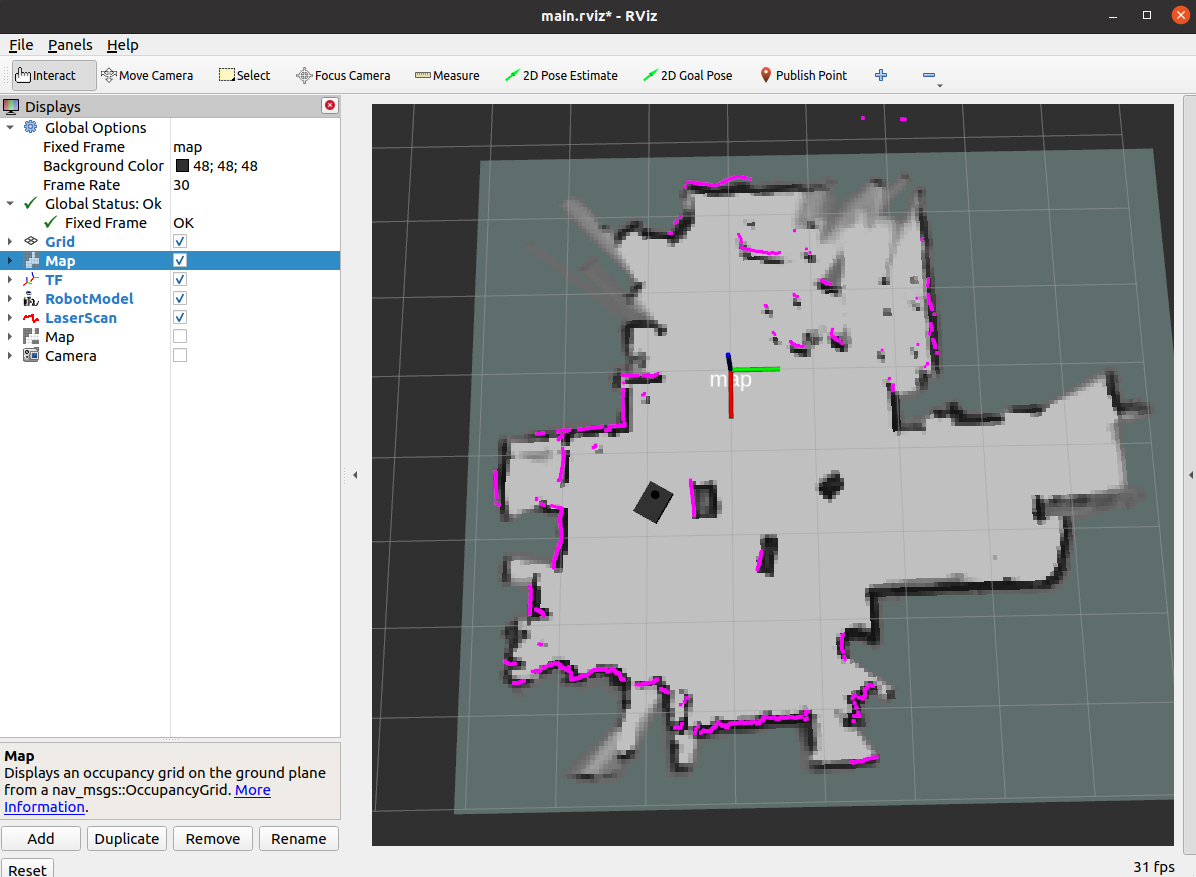 main.rviz* - RViz
File Panels Help
Interact Move Camera Select Focus Camera Measure 2D Pose Estimate 2D Goal Pose Publish Point
Displays
Global Options
Fixed Frame map
Background Color 48; 48; 48
Frame Rate 30
Global Status: Ok
Fixed Frame OK
Grid
Map
TF
RobotModel
LaserScan
Map
Camera
map
Map
Displays an occupancy grid on the ground plane
from a nav_msgs::OccupancyGrid. More
Information.
Add Duplicate Remove Rename
Reset
31 fps